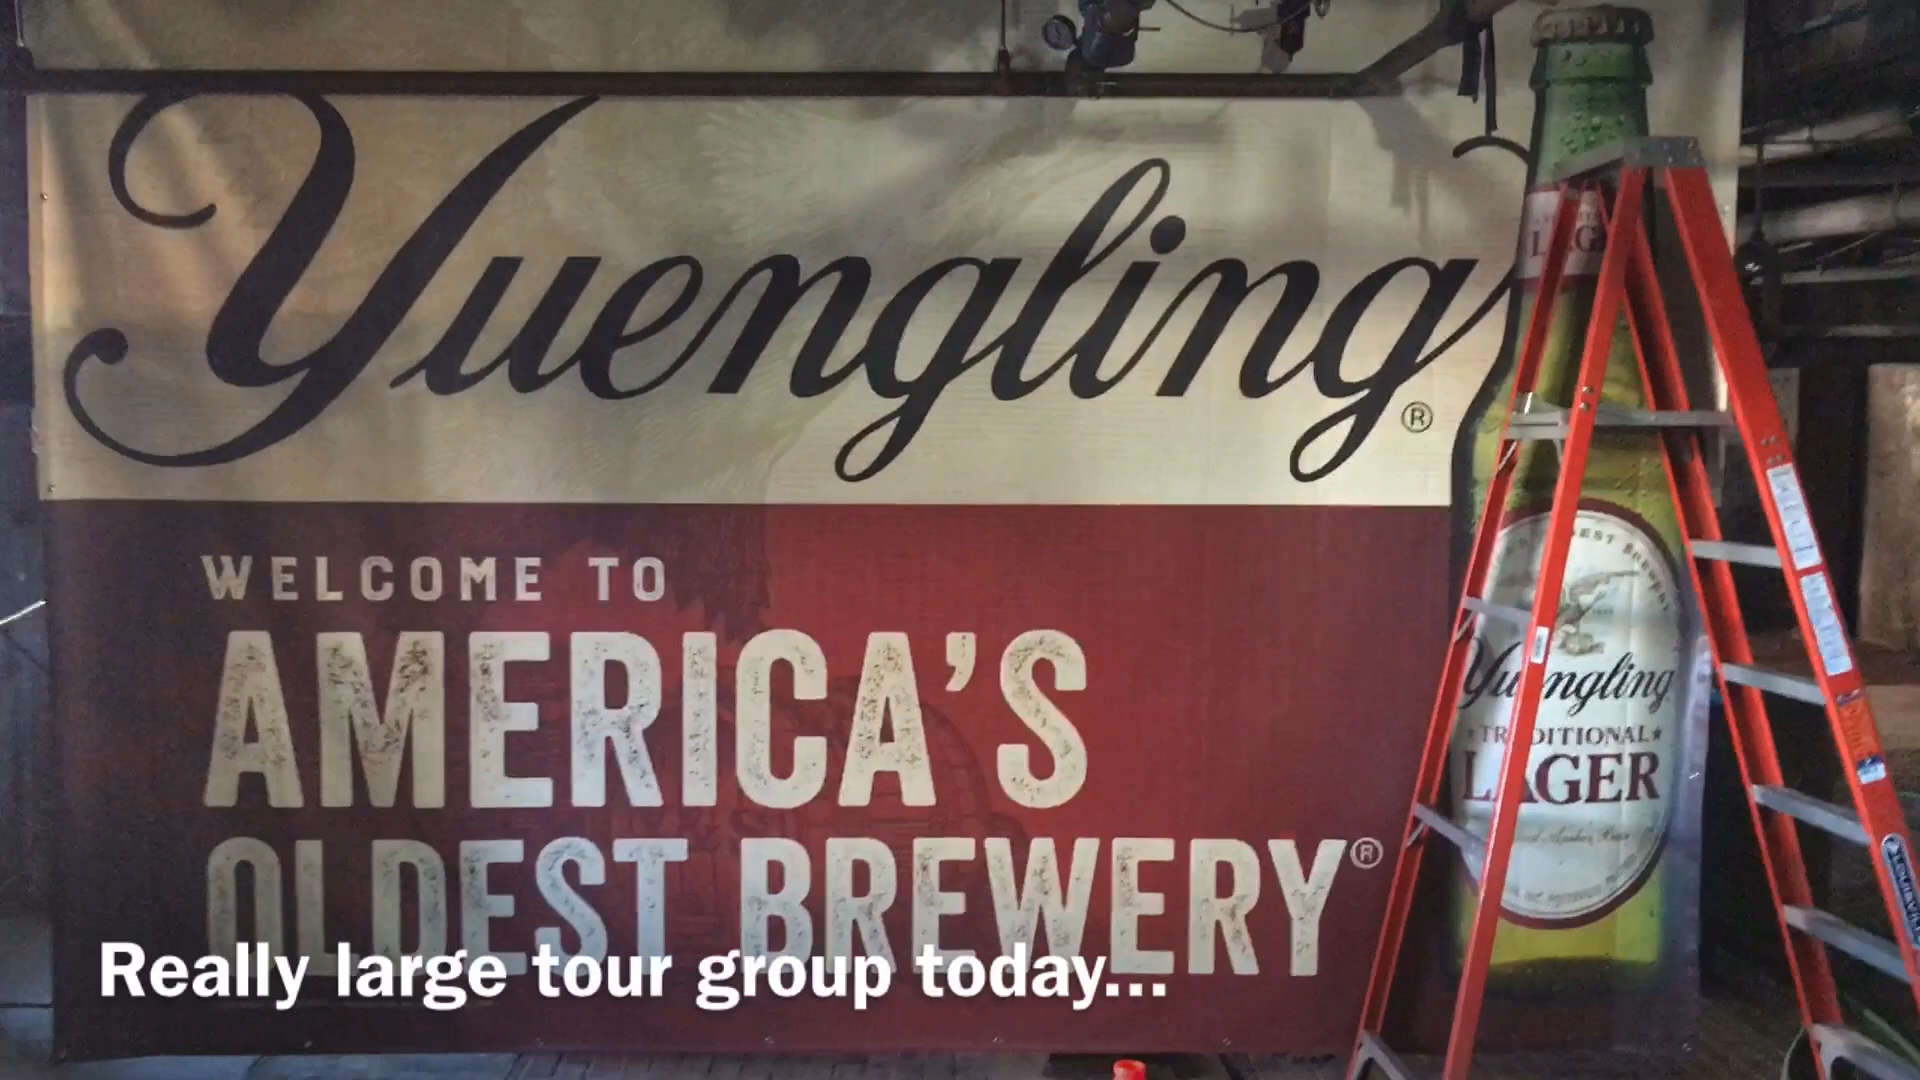 Yuengling®
WELCOME TO
AMERICA'S
OLDEST BREWERY®
Really large tour group today...
Yuengling
TRADITIONAL
LAGER